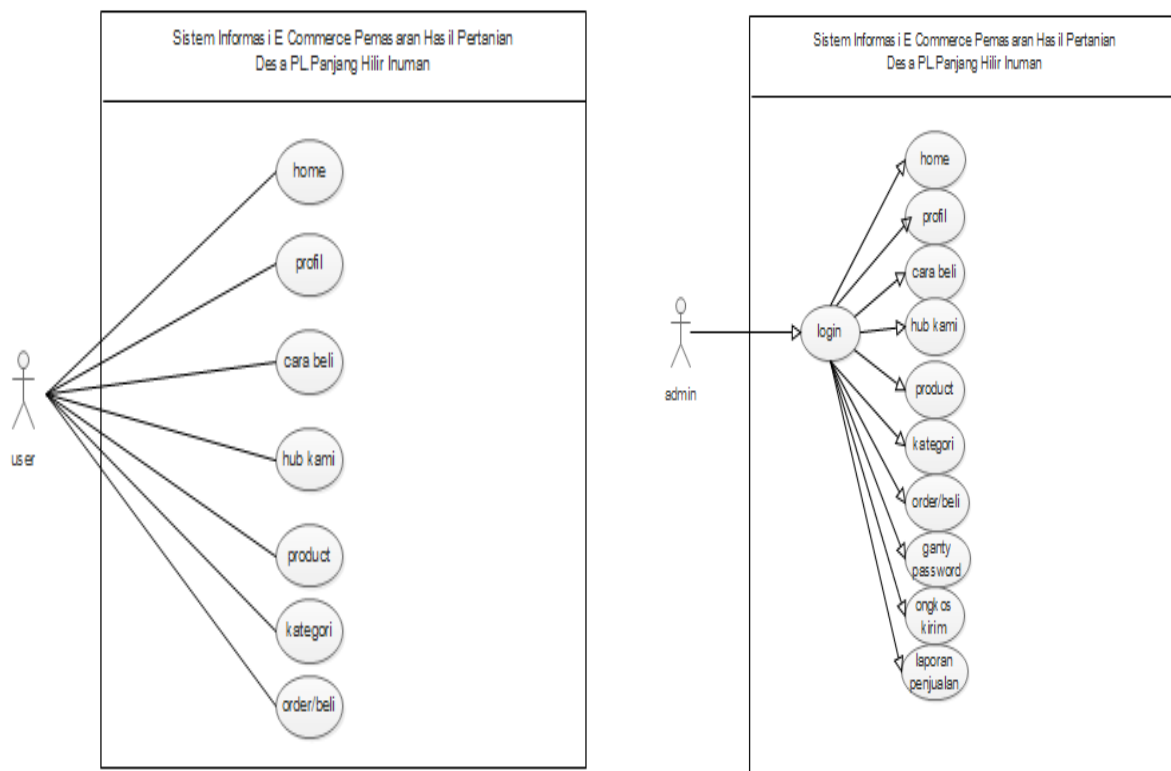 Sistem Informasi E Commerce Pemasaran Hasil Pertanian
Desa PL.Panjang Hilir Inuman
home
profil
cara beli
hub kami
product
kategori
order/beli
user
Sistem Informasi E Commerce Pemasaran Hasil Pertanian
Desa PL.Panjang Hilir Inuman
home
profil
cara beli
hub kami
login
product
admin
kategori
order/beli
ganty
password
ongkos
kirim
laporan
penjualan